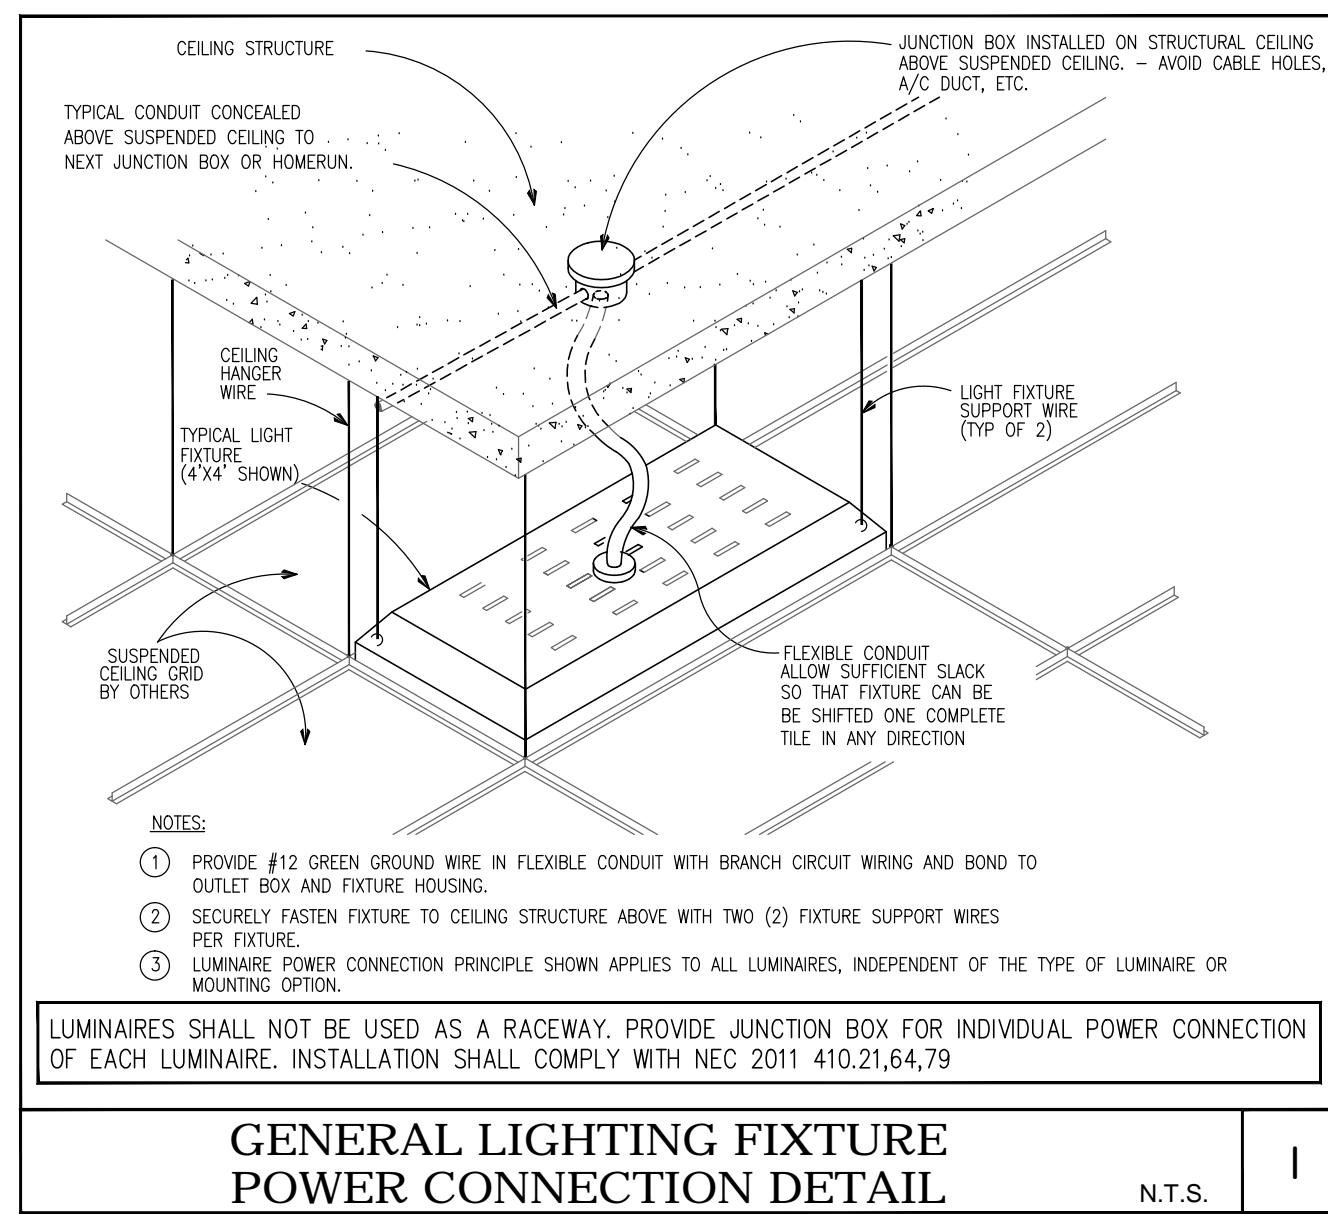 CEILING STRUCTURE
JUNCTION BOX INSTALLED ON STRUCTURAL CEILING
ABOVE SUSPENDED CEILING. – AVOID CABLE HOLES,
A/C DUCT, ETC.
TYPICAL CONDUIT CONCEALED
ABOVE SUSPENDED CEILING TO
NEXT JUNCTION BOX OR HOMERUN.
CEILING
HANGER
WIRE
TYPICAL LIGHT
FIXTURE
(4'X4' SHOWN)
LIGHT FIXTURE
SUPPORT WIRE
(TYP OF 2)
SUSPENDED
CEILING GRID
BY OTHERS
FLEXIBLE CONDUIT
ALLOW SUFFICIENT SLACK
SO THAT FIXTURE CAN BE
BE SHIFTED ONE COMPLETE
TILE IN ANY DIRECTION
NOTES:
1 PROVIDE #12 GREEN GROUND WIRE IN FLEXIBLE CONDUIT WITH BRANCH CIRCUIT WIRING AND BOND TO
OUTLET BOX AND FIXTURE HOUSING.
2 SECURELY FASTEN FIXTURE TO CEILING STRUCTURE ABOVE WITH TWO (2) FIXTURE SUPPORT WIRES
PER FIXTURE.
3 LUMINAIRE POWER CONNECTION PRINCIPLE SHOWN APPLIES TO ALL LUMINAIRES, INDEPENDENT OF THE TYPE OF LUMINAIRE OR
MOUNTING OPTION.
LUMINAIRES SHALL NOT BE USED AS A RACEWAY. PROVIDE JUNCTION BOX FOR INDIVIDUAL POWER CONNECTION
OF EACH LUMINAIRE. INSTALLATION SHALL COMPLY WITH NEC 2011 410.21,64,79
GENERAL LIGHTING FIXTURE
POWER CONNECTION DETAIL
N.T.S.
I